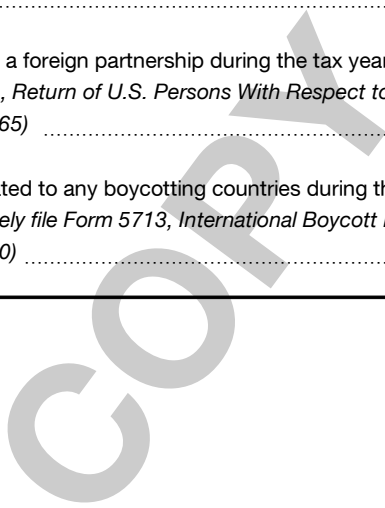 a foreign partnership during the tax year
, Return of U.S. Persons With Respect to
65)
ted to any boycotting countries during th
ely file Form 5713, International Boycott
0)
COPY